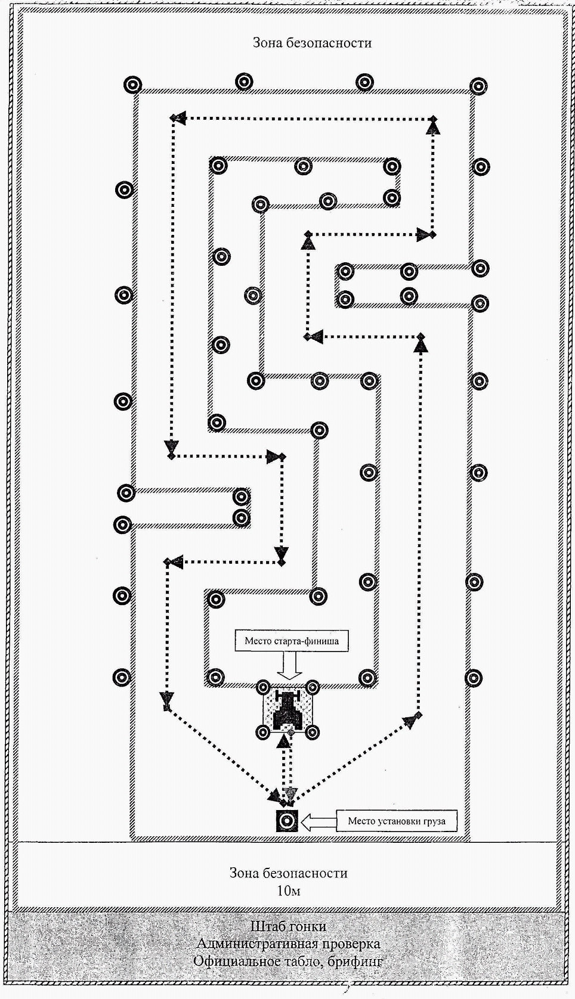 Зона безопасности
Место старта-финиша
Место установки груза
Зона безопасности
10м
Штаб гонки
Административная проверка
Официальное табло, брифинг